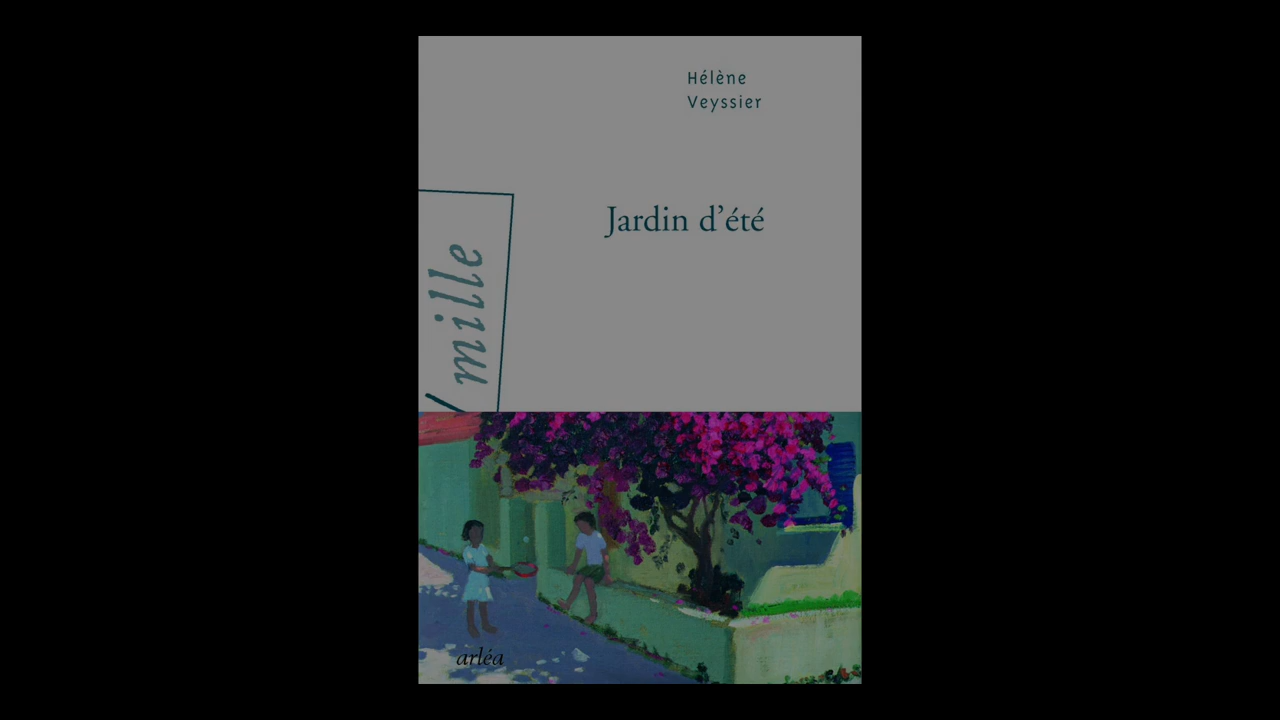 Hélène
Veyssier
Jardin d’été
/ mille
arléa